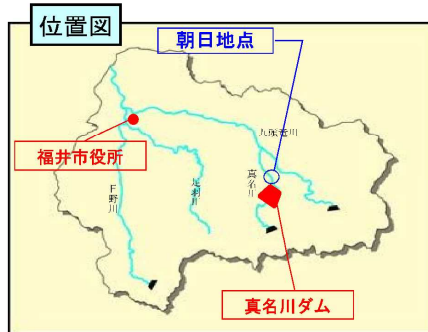 位置図
朝日地点
九頭竜川
福井市役所
日野川
足羽川
真名川
真名川ダム